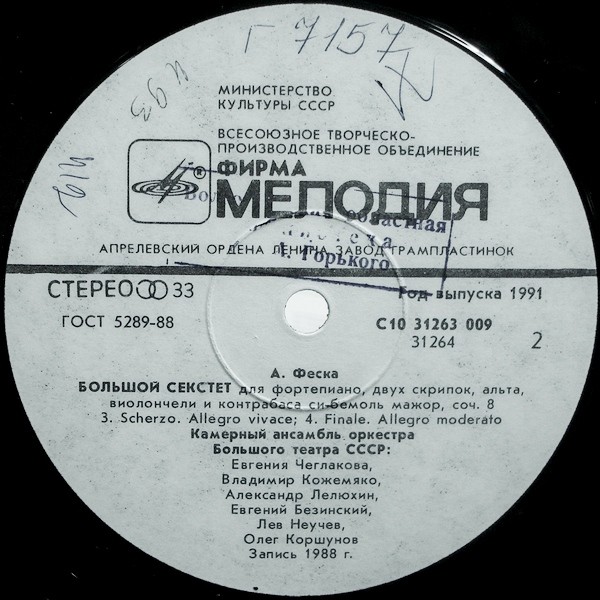 Г 7157
МИНИСТЕРСТВО
КУЛЬТУРЫ СССР
ВСЕСОЮЗНОЕ ТВОРЧЕСКО-
ПРОИЗВОДСТВЕННОЕ ОБЪЕДИНЕНИЕ
®
ФИРМА
МЕЛОДИЯ
областная
Горького
АПРЕЛЕВСКИЙ ОРДЕНА ЛЕНИНА ЗАВОД ГРАМПЛАСТИНОК
СТЕРЕО 33
Год выпуска 1991
ГОСТ 5289-88
С10 31263 009
31264
2
А. Феска
БОЛЬШОЙ СЕКСТЕТ для фортепиано, двух скрипок, альта,
виолончели и контрабаса си-бемоль мажор, соч. 8
3. Scherzo. Allegro vivace; 4. Finale. Allegro moderato
Камерный ансамбль оркестра
Большого театра СССР:
Евгения Чеглакова,
Владимир Кожемяко,
Александр Лелюхин,
Евгений Безинский,
Лев Неучев,
Олег Коршунов
Запись 1988 г.